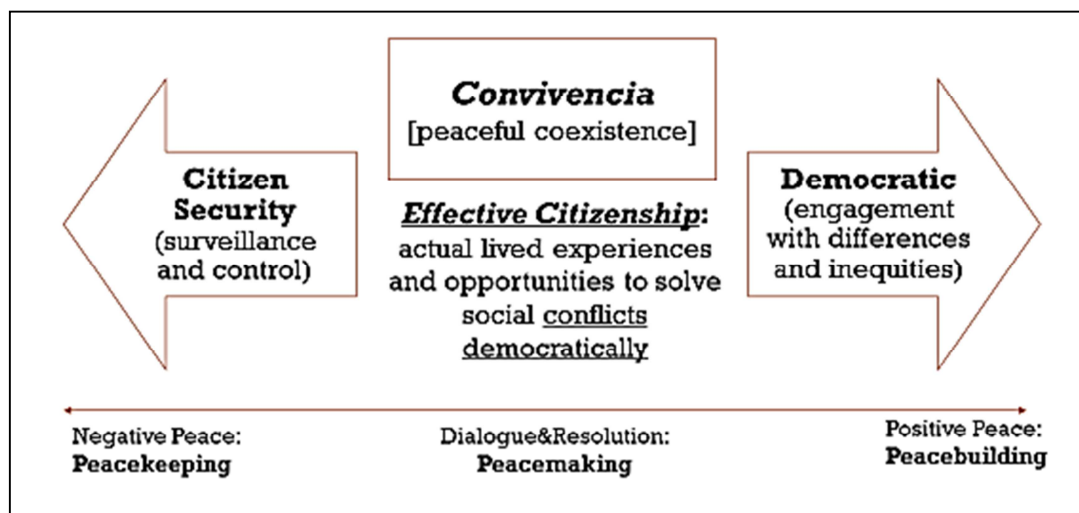 Convivencia
[peaceful coexistence]
Citizen
Security
(surveillance
and control)
Effective Citizenship:
actual lived experiences
and opportunities to solve
social conflicts
democratically
Democratic
(engagement
with differences
and inequities)
Negative Peace:
Peacekeeping
Dialogue&Resolution:
Peacemaking
Positive Peace:
Peacebuilding